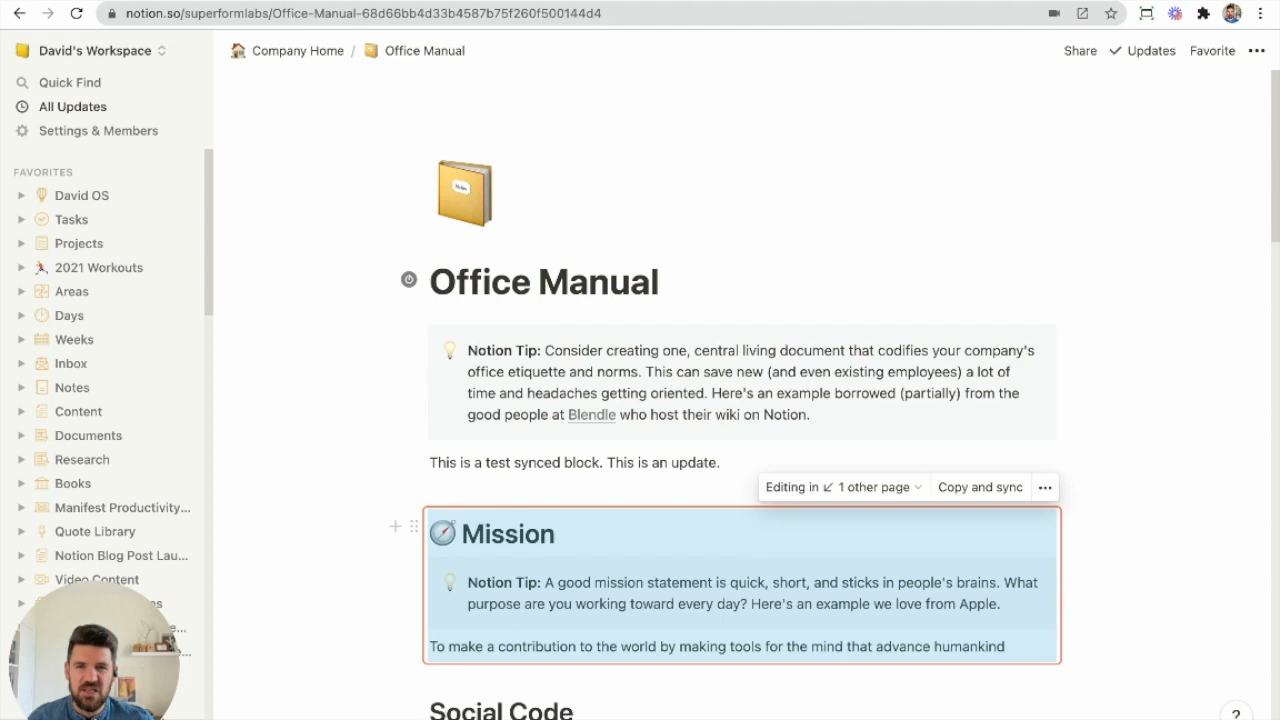 notion.so/superformlabs/Office-Manual-68d66bb4d33b4587b75f260f500144d4
David's Workspace
Company Home / Office Manual
Share Updates Favorite
Quick Find
All Updates
Settings & Members
FAVORITES
David OS
Tasks
Projects
2021 Workouts
Areas
Days
Weeks
Inbox
Notes
Content
Documents
Research
Books
Manifest Productivity...
Quote Library
Notion Blog Post Lau...
Video Content
Office Manual
Notion Tip: Consider creating one, central living document that codifies your company's
office etiquette and norms. This can save new (and even existing employees) a lot of
time and headaches getting oriented. Here's an example borrowed (partially) from the
good people at Blendle who host their wiki on Notion.
This is a test synced block. This is an update.
Editing in ↙ 1 other page Copy and sync
Mission
Notion Tip: A good mission statement is quick, short, and sticks in people's brains. What
purpose are you working toward every day? Here's an example we love from Apple.
To make a contribution to the world by making tools for the mind that advance humankind
Social Code
?